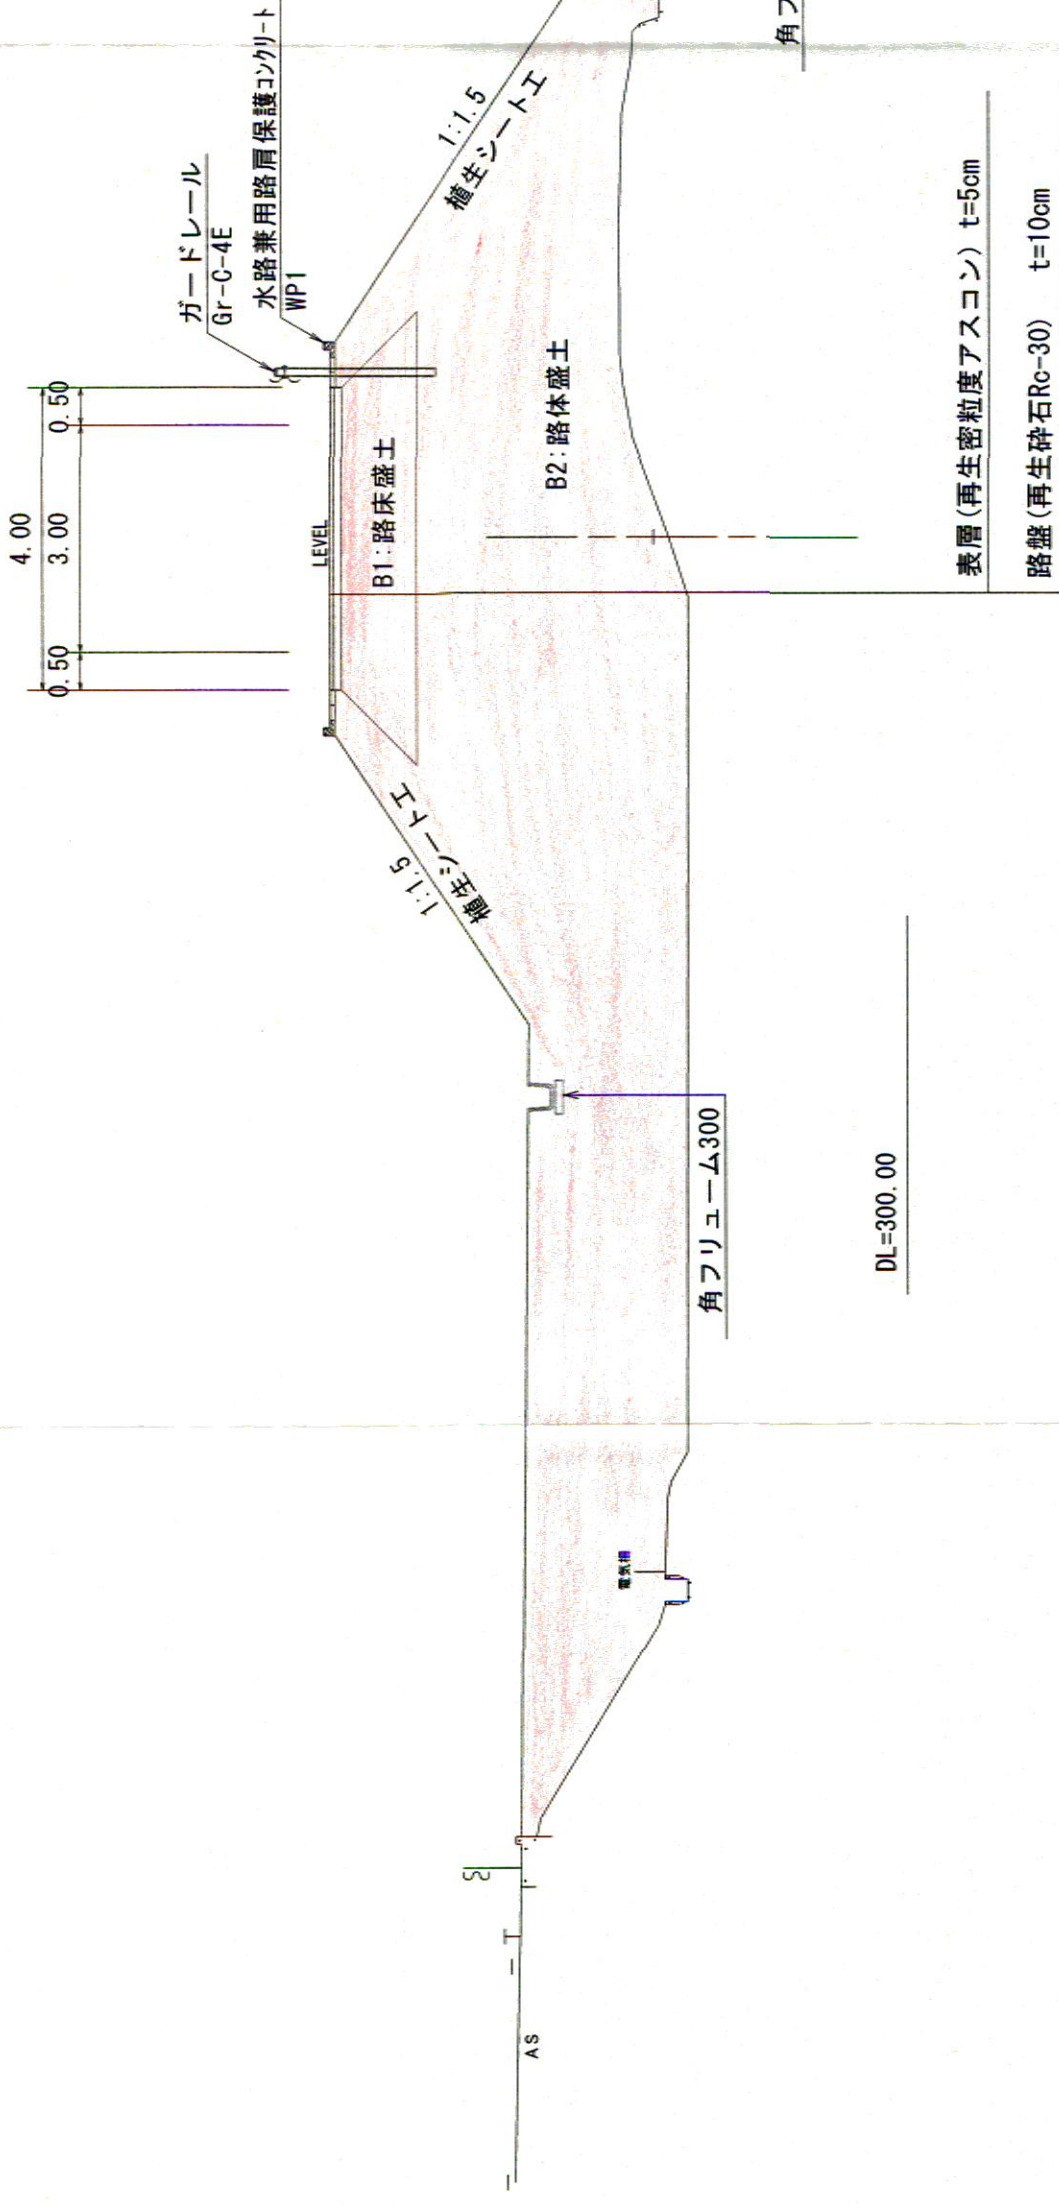 4.00
0.50
3.00
0.50
ガードレール
Gr-C-4E
水路兼用路肩保護コンクリート
WP1
LEVEL
1:1.5
植生シート工
1:1.5
植生シート工
B1:路床盛土
B2:路体盛土
角フリューム300
電気柵
AS
DL=300.00
角フ
表層(再生密粒度アスコン) t=5cm
路盤(再生砕石Rc-30) t=10cm